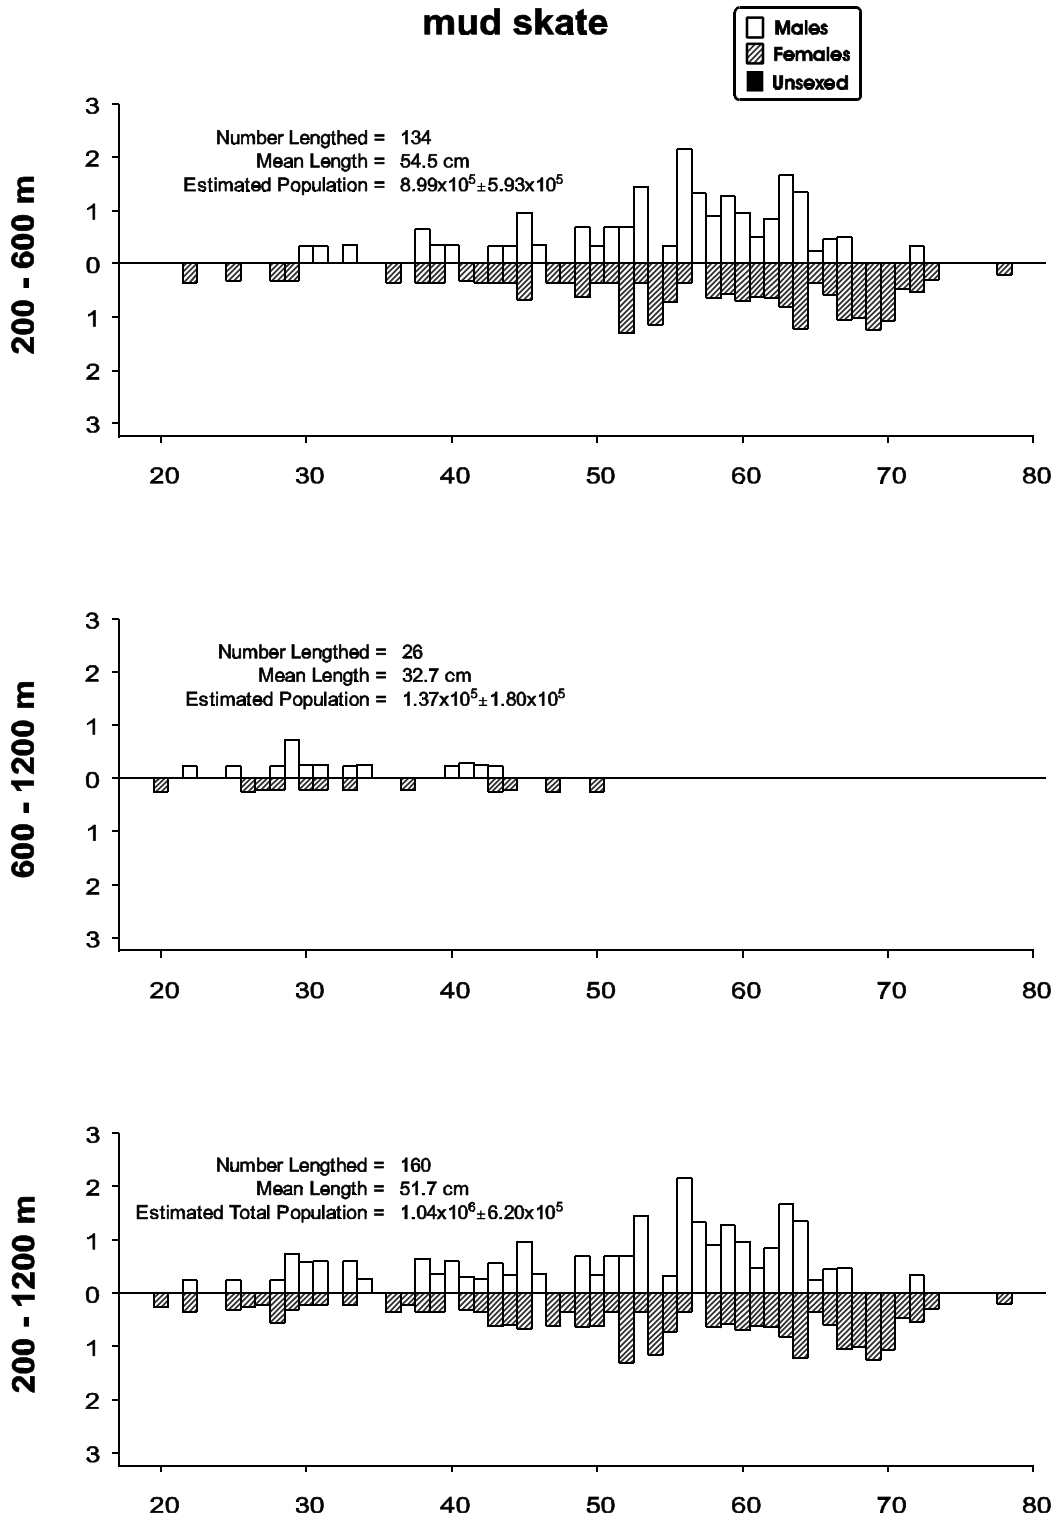 mud skate
Males
Females
Unsexed
200 - 600 m
3
2
1
0
1
2
3
Number Lengthed = 134
Mean Length = 54.5 cm
Estimated Population = 8.99x10⁵±5.93x10⁵
20 30 40 50 60 70 80
600 - 1200 m
3
2
1
0
1
2
3
Number Lengthed = 26
Mean Length = 32.7 cm
Estimated Population = 1.37x10⁵±1.80x10⁵
20 30 40 50 60 70 80
200 - 1200 m
3
2
1
0
1
2
3
Number Lengthed = 160
Mean Length = 51.7 cm
Estimated Total Population = 1.04x10⁶±6.20x10⁵
20 30 40 50 60 70 80